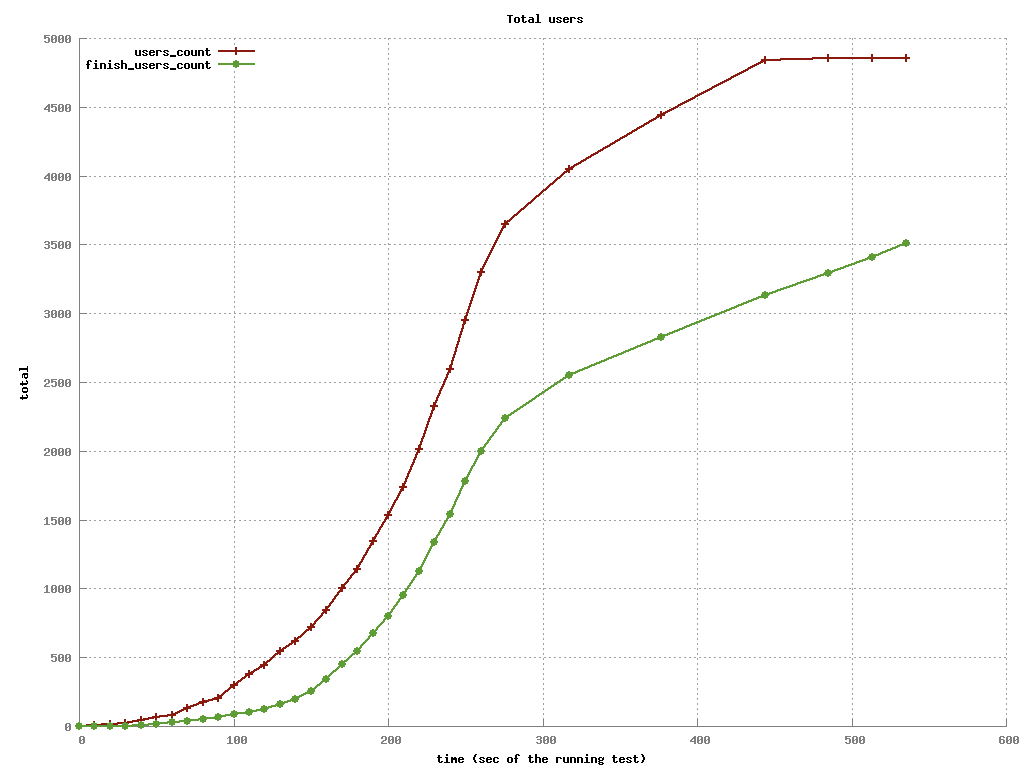 Total users
users_count
finish_users_count
5000
4500
4000
3500
3000
2500
2000
1500
1000
500
0
total
0 100 200 300 400 500 600
time (sec of the running test)